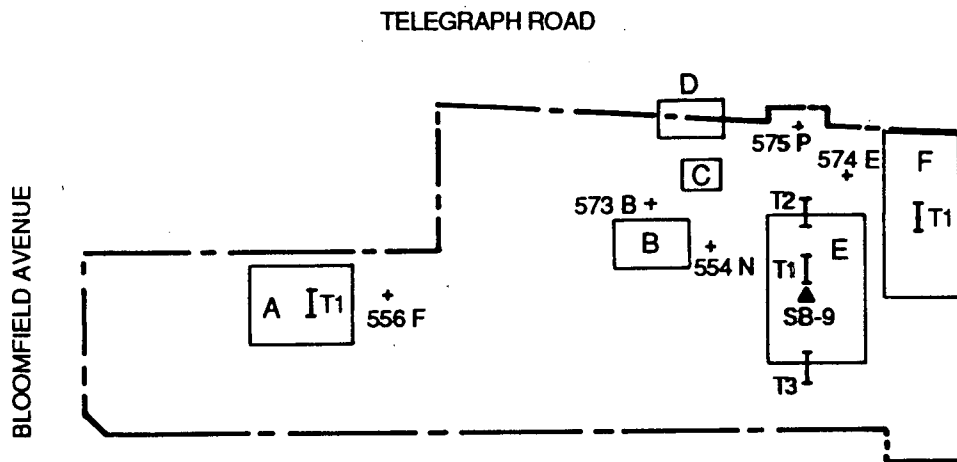 TELEGRAPH ROAD
BLOOMFIELD AVENUE
D
575 P
574 E
F
T1
C
573 B
T2
B
554 N
E
T1
SB-9
T3
A
T1
556 F